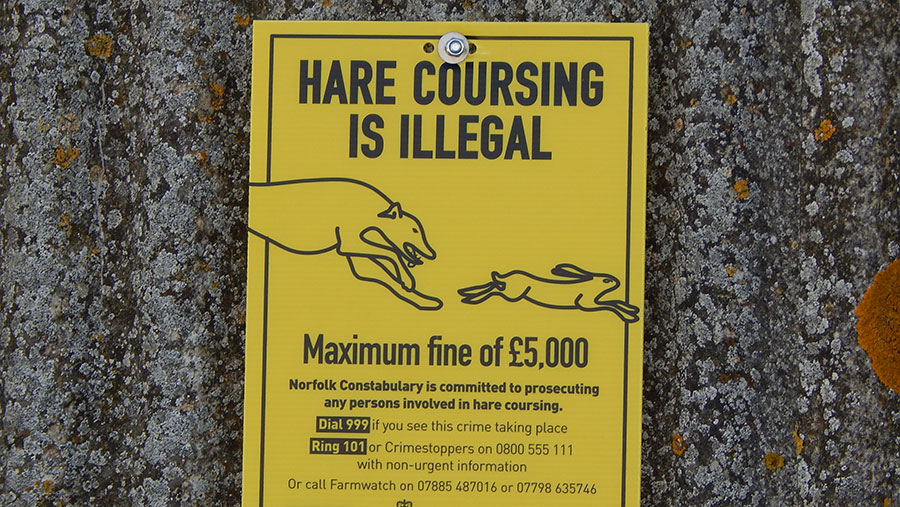 HARE COURSING
IS ILLEGAL
Maximum fine of £5,000
Norfolk Constabulary is committed to prosecuting
any persons involved in hare coursing.
Dial 999 if you see this crime taking place
Ring 101 or Crimestoppers on 0800 555 111
with non-urgent information
Or call Farmwatch on 07885 487016 or 07798 635746